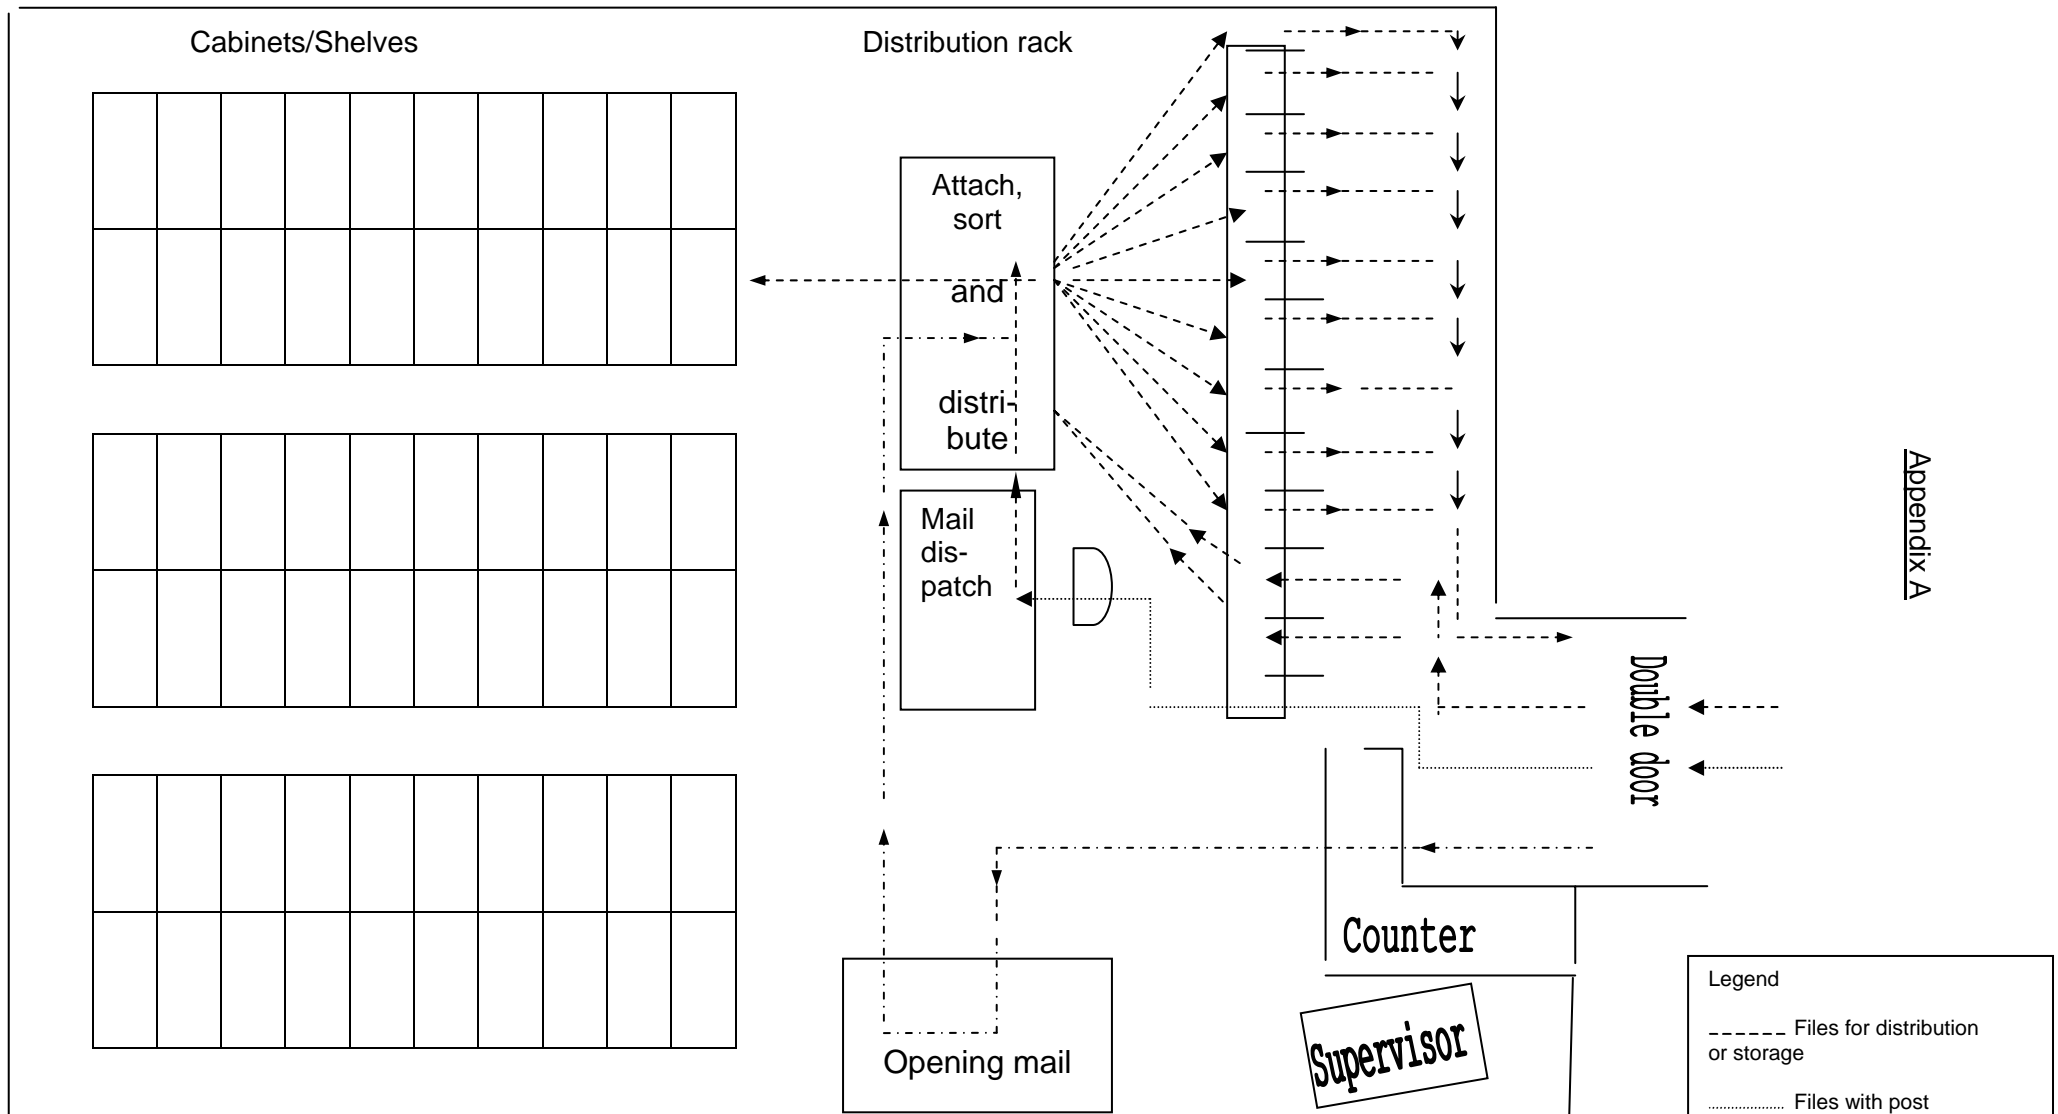 Cabinets/Shelves
Distribution rack
Attach,
sort
and
distri-
bute
Mail
dis-
patch
Opening mail
Counter
Supervisor
Double door
Appendix A
Legend
Files for distribution
or storage
Files with post